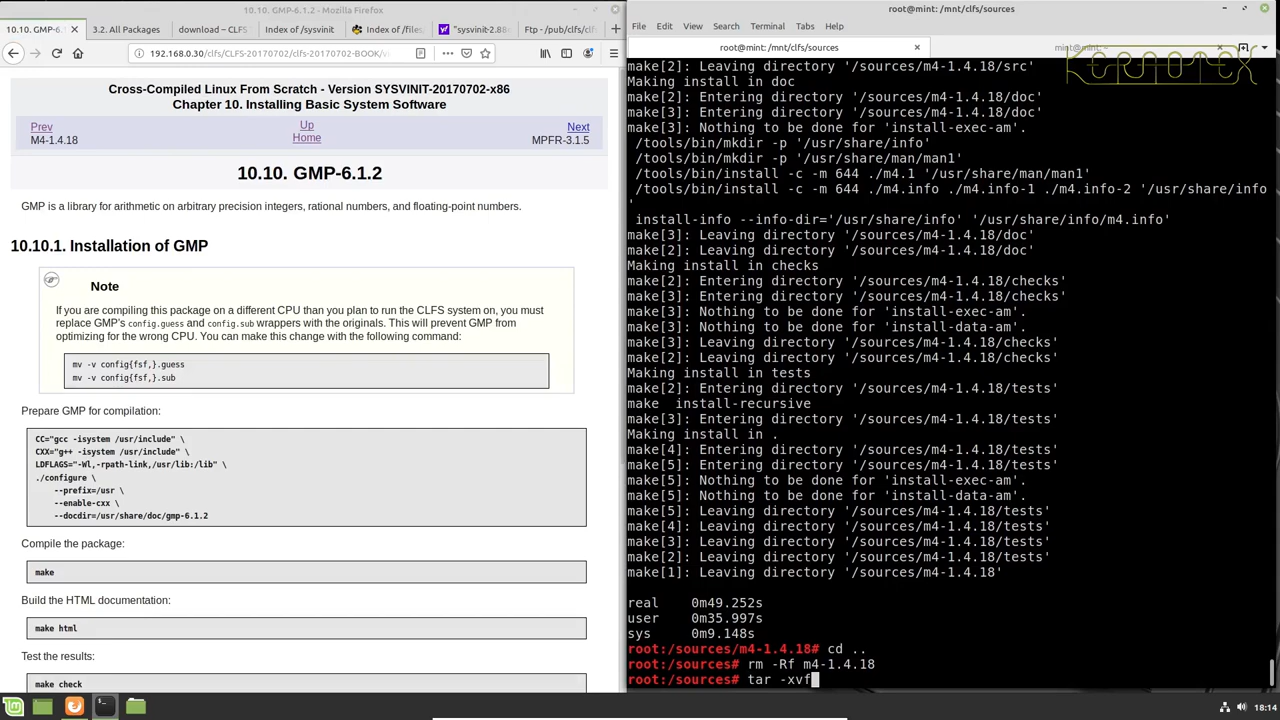 10.10. GMP-6.1.2 - Mozilla Firefox
10.10. GMP-6.1.
3.2. All Packages
download – CLFS
Index of /sysvinit
Index of /files
"sysvinit-2.88
Ftp - /pub/clfs/c
192.168.0.30/clfs/CLFS-20170702/clfs-20170702-BOOK/
Cross-Compiled Linux From Scratch - Version SYSVINIT-20170702-x86
Chapter 10. Installing Basic System Software
Prev
Up
Next
M4-1.4.18
Home
MPFR-3.1.5
10.10. GMP-6.1.2
GMP is a library for arithmetic on arbitrary precision integers, rational numbers, and floating-point numbers.
10.10.1. Installation of GMP
Note
If you are compiling this package on a different CPU than you plan to run the CLFS system on, you must
replace GMP's config.guess and config.sub wrappers with the originals. This will prevent GMP from
optimizing for the wrong CPU. You can make this change with the following command:
mv -v config{fsf,}.guess
mv -v config{fsf,}.sub
Prepare GMP for compilation:
CC="gcc -isystem /usr/include" \
CXX="g++ -isystem /usr/include" \
LDFLAGS="-Wl,-rpath-link,/usr/lib:/lib" \
./configure \
--prefix=/usr \
--enable-cxx \
--docdir=/usr/share/doc/gmp-6.1.2
Compile the package:
make
Build the HTML documentation:
make html
Test the results:
make check
root@mint: /mnt/clfs/sources
File Edit View Search Terminal Tabs Help
root@mint: /mnt/clfs/sources
root@mint: ~
KERNOTEX
make[2]: Leaving directory '/sources/m4-1.4.18/src'
Making install in doc
make[2]: Entering directory '/sources/m4-1.4.18/doc'
make[3]: Entering directory '/sources/m4-1.4.18/doc'
make[3]: Nothing to be done for 'install-exec-am'.
/tools/bin/mkdir -p '/usr/share/info'
/tools/bin/mkdir -p '/usr/share/man/man1'
/tools/bin/install -c -m 644 ./m4.1 '/usr/share/man/man1'
/tools/bin/install -c -m 644 ./m4.info ./m4.info-1 ./m4.info-2 '/usr/share/info
'
install-info --info-dir='/usr/share/info' '/usr/share/info/m4.info'
make[3]: Leaving directory '/sources/m4-1.4.18/doc'
make[2]: Leaving directory '/sources/m4-1.4.18/doc'
Making install in checks
make[2]: Entering directory '/sources/m4-1.4.18/checks'
make[3]: Entering directory '/sources/m4-1.4.18/checks'
make[3]: Nothing to be done for 'install-exec-am'.
make[3]: Nothing to be done for 'install-data-am'.
make[3]: Leaving directory '/sources/m4-1.4.18/checks'
make[2]: Leaving directory '/sources/m4-1.4.18/checks'
Making install in tests
make[2]: Entering directory '/sources/m4-1.4.18/tests'
make  install-recursive
make[3]: Entering directory '/sources/m4-1.4.18/tests'
Making install in .
make[4]: Entering directory '/sources/m4-1.4.18/tests'
make[5]: Entering directory '/sources/m4-1.4.18/tests'
make[5]: Nothing to be done for 'install-exec-am'.
make[5]: Nothing to be done for 'install-data-am'.
make[5]: Leaving directory '/sources/m4-1.4.18/tests'
make[4]: Leaving directory '/sources/m4-1.4.18/tests'
make[3]: Leaving directory '/sources/m4-1.4.18/tests'
make[2]: Leaving directory '/sources/m4-1.4.18/tests'
make[1]: Leaving directory '/sources/m4-1.4.18'
real 0m49.252s
user 0m35.997s
sys 0m9.148s
root:/sources/m4-1.4.18# cd ..
root:/sources# rm -Rf m4-1.4.18
root:/sources# tar -xvf
18:14